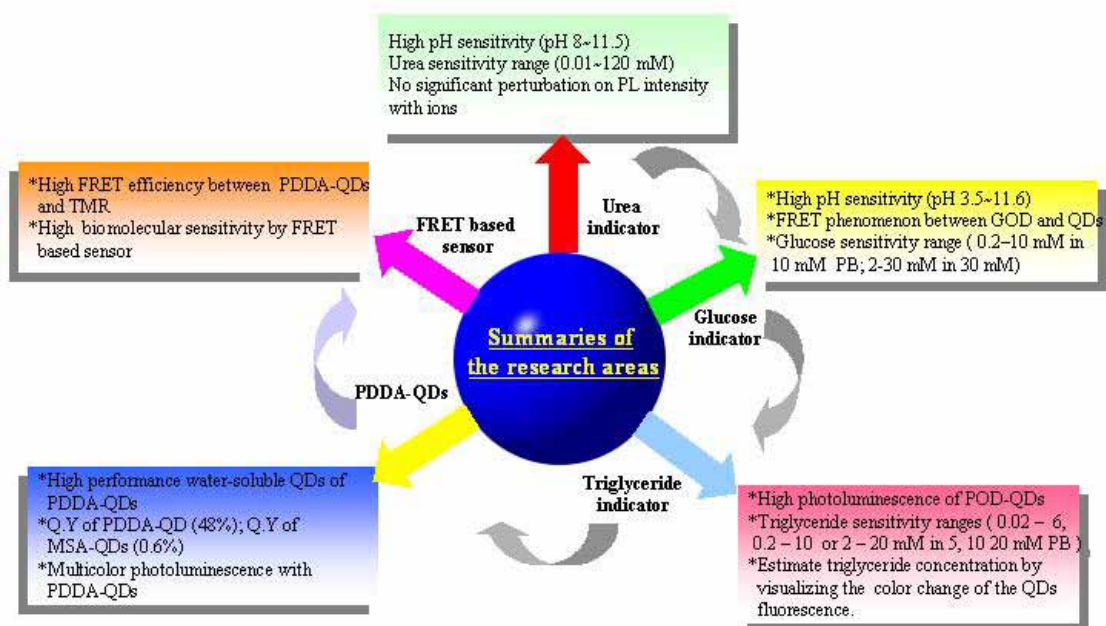 High pH sensitivity (pH 8~11.5)
Urea sensitivity range (0.01~120 mM)
No significant perturbation on PL intensity
with ions
*High FRET efficiency between PDDA-QDs
and TMR
*High biomolecular sensitivity by FRET
based sensor
FRET based
sensor
Urea
indicator
*High pH sensitivity (pH 3.5~11.6)
*FRET phenomenon between GOD and QDs
*Glucose sensitivity range ( 0.2–10 mM in
10 mM PB; 2-30 mM in 30 mM)
Glucose
indicator
Summaries of
the research areas
PDDA-QDs
*High performance water-soluble QDs of
PDDA-QDs
*Q.Y of PDDA-QD (48%); Q.Y of
MSA-QDs (0.6%)
*Multicolor photoluminescence with
PDDA-QDs
Triglyceride
indicator
*High photoluminescence of POD-QDs
*Triglyceride sensitivity ranges ( 0.02 – 6,
0.2 – 10 or 2 – 20 mM in 5, 10 20 mM PB )
*Estimate triglyceride concentration by
visualizing the color change of the QDs
fluorescence.